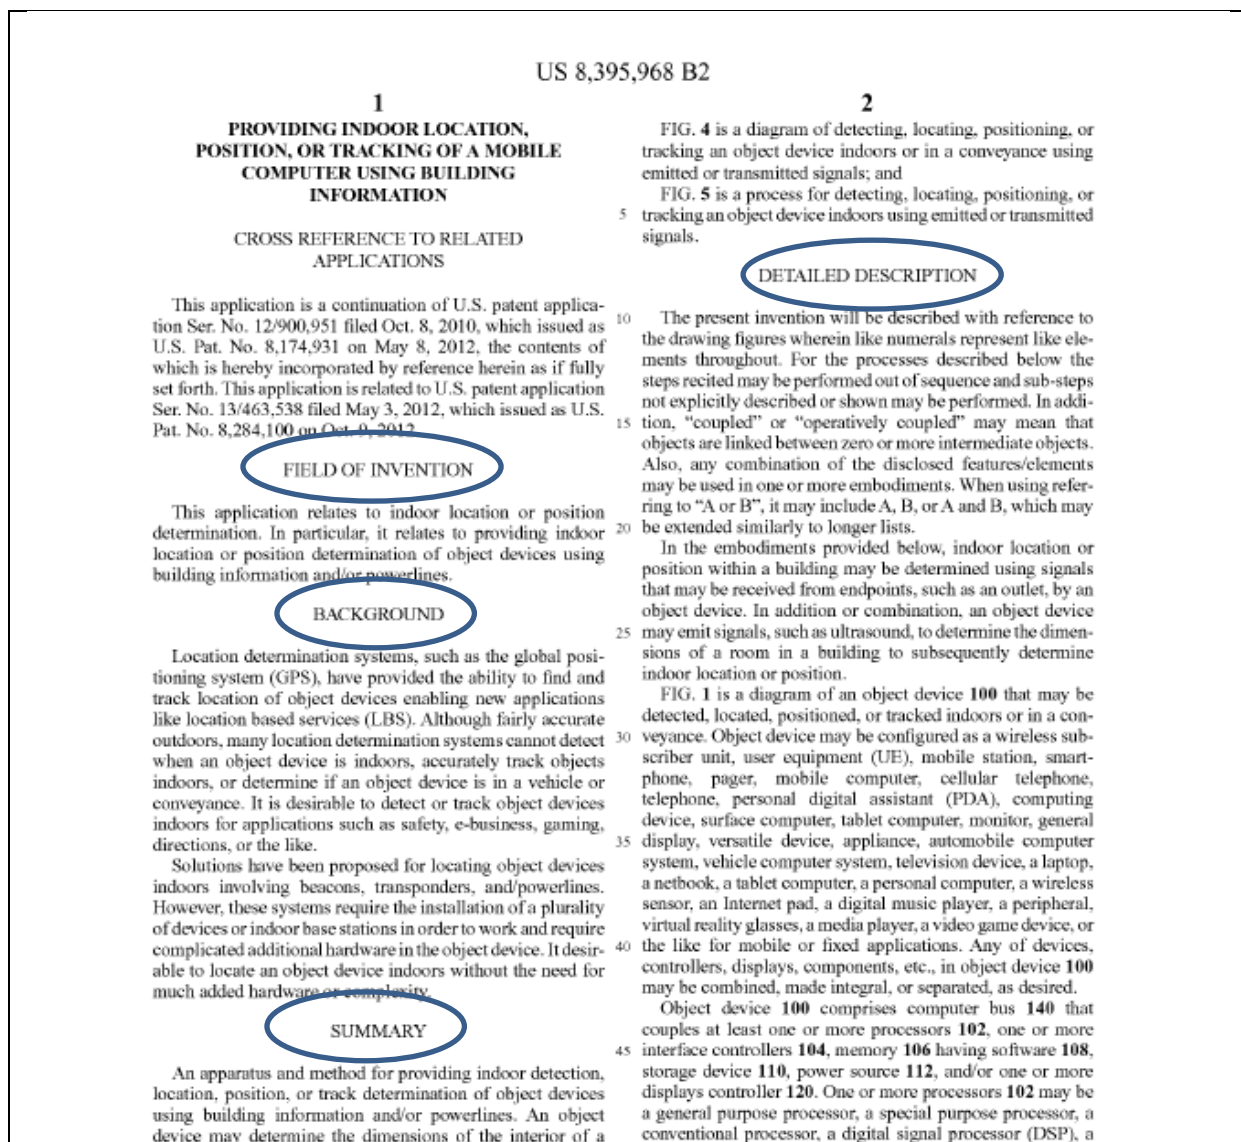 US 8,395,968 B2
1
PROVIDING INDOOR LOCATION,
POSITION, OR TRACKING OF A MOBILE
COMPUTER USING BUILDING
INFORMATION
CROSS REFERENCE TO RELATED
APPLICATIONS
This application is a continuation of U.S. patent applica-
tion Ser. No. 12/900,951 filed Oct. 8, 2010, which issued as
U.S. Pat. No. 8,174,931 on May 8, 2012, the contents of
which is hereby incorporated by reference herein as if fully
set forth. This application is related to U.S. patent application
Ser. No. 13/463,538 filed May 3, 2012, which issued as U.S.
Pat. No. 8,284,100 on Oct. 9, 2012.
FIELD OF INVENTION
This application relates to indoor location or position
determination. In particular, it relates to providing indoor
location or position determination of object devices using
building information and/or powerlines.
BACKGROUND
Location determination systems, such as the global posi-
tioning system (GPS), have provided the ability to find and
track location of object devices enabling new applications
like location based services (LBS). Although fairly accurate
outdoors, many location determination systems cannot detect
when an object device is indoors, accurately track objects
indoors, or determine if an object device is in a vehicle or
conveyance. It is desirable to detect or track object devices
indoors for applications such as safety, e-business, gaming,
directions, or the like.
Solutions have been proposed for locating object devices
indoors involving beacons, transponders, and/powerlines.
However, these systems require the installation of a plurality
of devices or indoor base stations in order to work and require
complicated additional hardware in the object device. It desir-
able to locate an object device indoors without the need for
much added hardware or complexity.
SUMMARY
An apparatus and method for providing indoor detection,
location, position, or track determination of object devices
using building information and/or powerlines. An object
device may determine the dimensions of the interior of a
2
FIG. 4 is a diagram of detecting, locating, positioning, or
tracking an object device indoors or in a conveyance using
emitted or transmitted signals; and
FIG. 5 is a process for detecting, locating, positioning, or
5 tracking an object device indoors using emitted or transmitted
signals.
DETAILED DESCRIPTION
10 The present invention will be described with reference to
the drawing figures wherein like numerals represent like ele-
ments throughout. For the processes described below the
steps recited may be performed out of sequence and sub-steps
not explicitly described or shown may be performed. In addi-
15 tion, "coupled" or "operatively coupled" may mean that
objects are linked between zero or more intermediate objects.
Also, any combination of the disclosed features/elements
may be used in one or more embodiments. When using refer-
ring to "A or B", it may include A, B, or A and B, which may
20 be extended similarly to longer lists.
In the embodiments provided below, indoor location or
position within a building may be determined using signals
that may be received from endpoints, such as an outlet, by an
object device. In addition or combination, an object device
25 may emit signals, such as ultrasound, to determine the dimen-
sions of a room in a building to subsequently determine
indoor location or position.
FIG. 1 is a diagram of an object device 100 that may be
detected, located, positioned, or tracked indoors or in a con-
30 veyance. Object device may be configured as a wireless sub-
scriber unit, user equipment (UE), mobile station, smart-
phone, pager, mobile computer, cellular telephone,
telephone, personal digital assistant (PDA), computing
device, surface computer, tablet computer, monitor, general
35 display, versatile device, appliance, automobile computer
system, vehicle computer system, television device, a laptop,
a netbook, a tablet computer, a personal computer, a wireless
sensor, an Internet pad, a digital music player, a peripheral,
virtual reality glasses, a media player, a video game device, or
40 the like for mobile or fixed applications. Any of devices,
controllers, displays, components, etc., in object device 100
may be combined, made integral, or separated, as desired.
Object device 100 comprises computer bus 140 that
couples at least one or more processors 102, one or more
45 interface controllers 104, memory 106 having software 108,
storage device 110, power source 112, and/or one or more
displays controller 120. One or more processors 102 may be
a general purpose processor, a special purpose processor, a
conventional processor, a digital signal processor (DSP), a